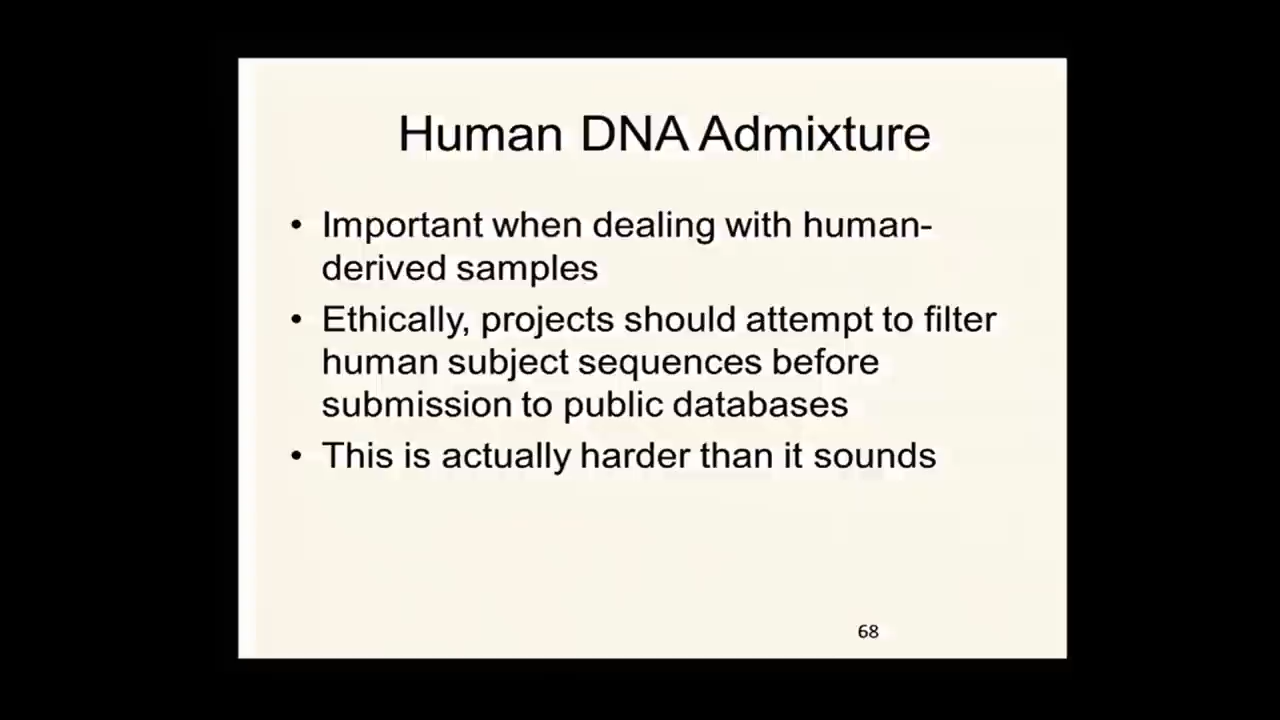 Human DNA Admixture
• Important when dealing with human-
derived samples
• Ethically, projects should attempt to filter
human subject sequences before
submission to public databases
• This is actually harder than it sounds
68